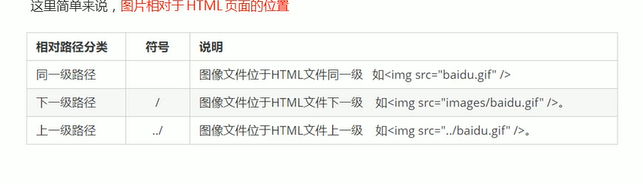 这里简单来说，图片相对于 HTML 页面的位置
相对路径分类 符号 说明
同一级路径 图像文件位于HTML文件同一级 如<img src="baidu.gif" />
下一级路径 / 图像文件位于HTML文件下一级 如<img src="images/baidu.gif" />。
上一级路径 ../ 图像文件位于HTML文件上一级 如<img src="../baidu.gif" />。